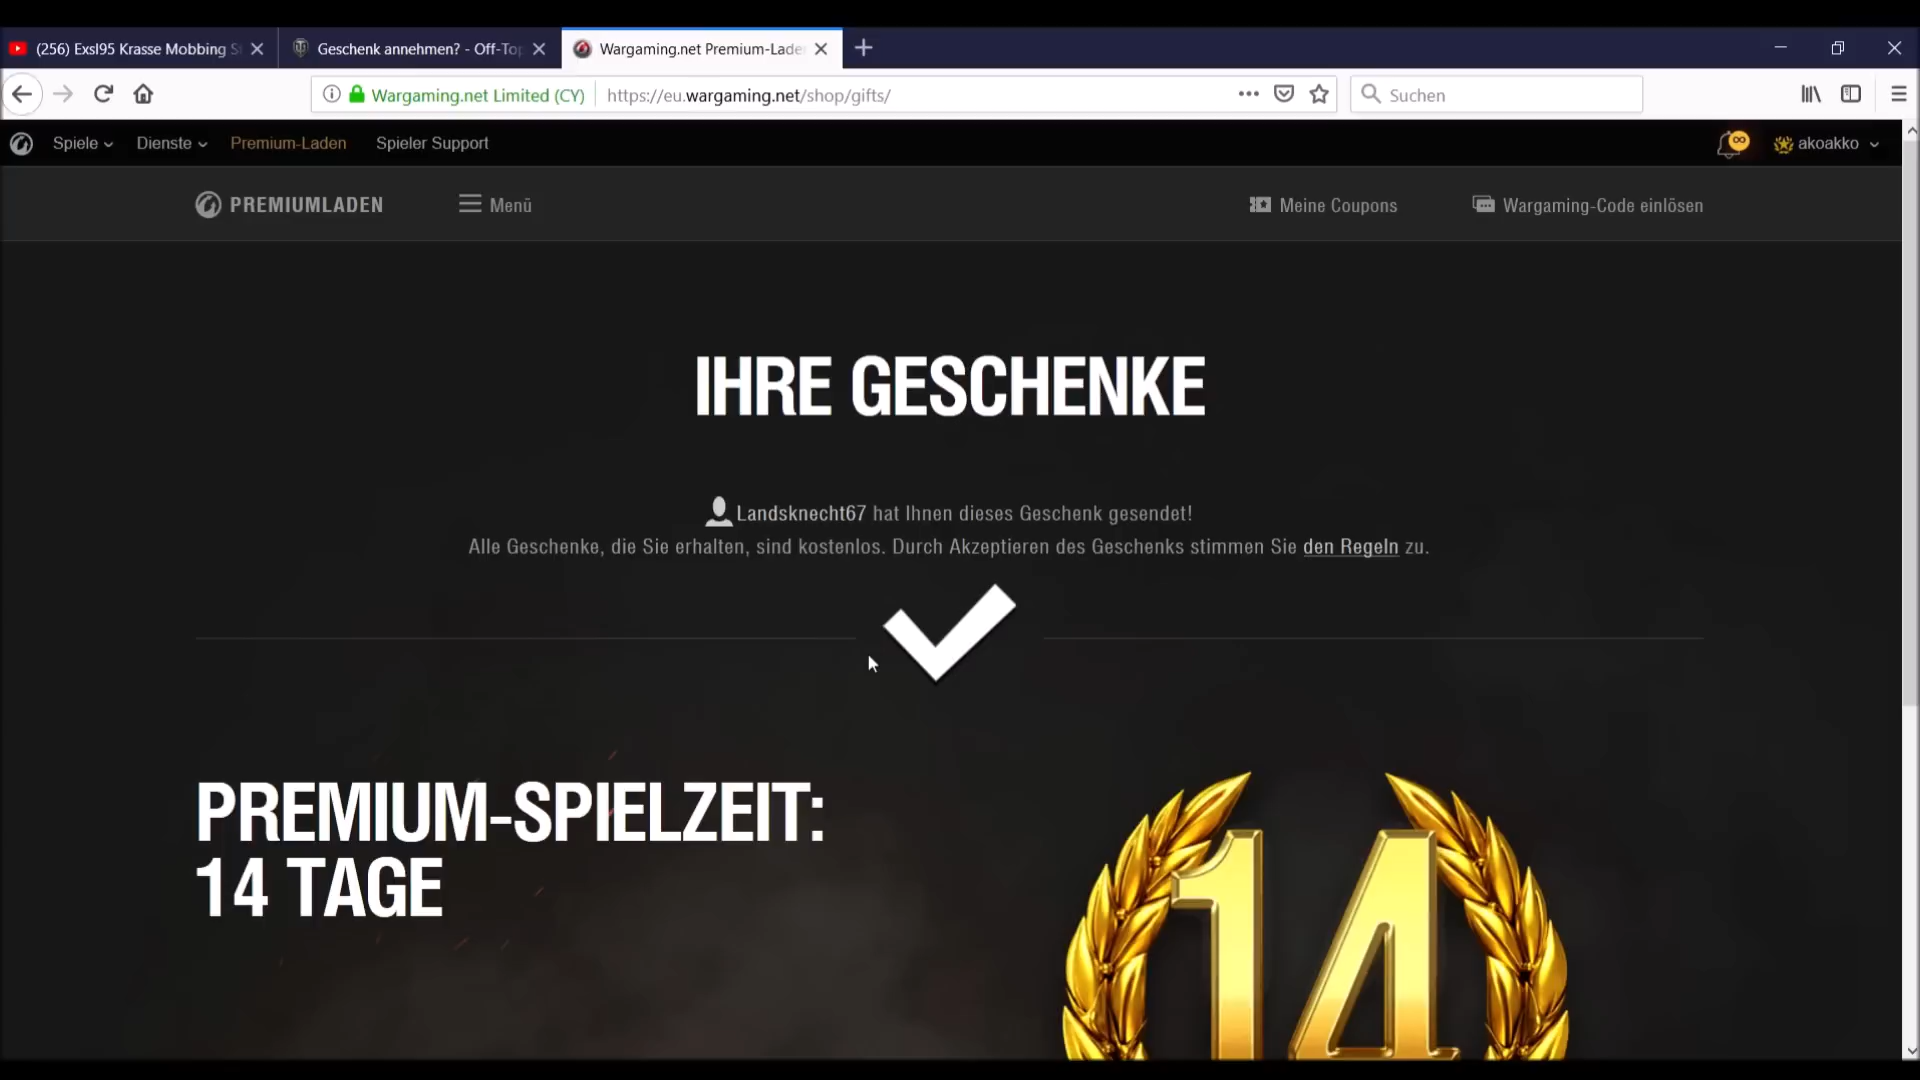 (256) Exsl95 Krasse Mobbing S
Geschenk annehmen? - Off-To
Wargaming.net Premium-Lade
Wargaming.net Limited (CY)
https://eu.wargaming.net/shop/gifts/
Suchen
Spiele
Dienste
Premium-Laden
Spieler Support
akoakko
PREMIUMLADEN
Menü
Meine Coupons
Wargaming-Code einlösen
IHRE GESCHENKE
Landsknecht67 hat Ihnen dieses Geschenk gesendet!
Alle Geschenke, die Sie erhalten, sind kostenlos. Durch Akzeptieren des Geschenks stimmen Sie den Regeln zu.
PREMIUM-SPIELZEIT:
14 TAGE
14